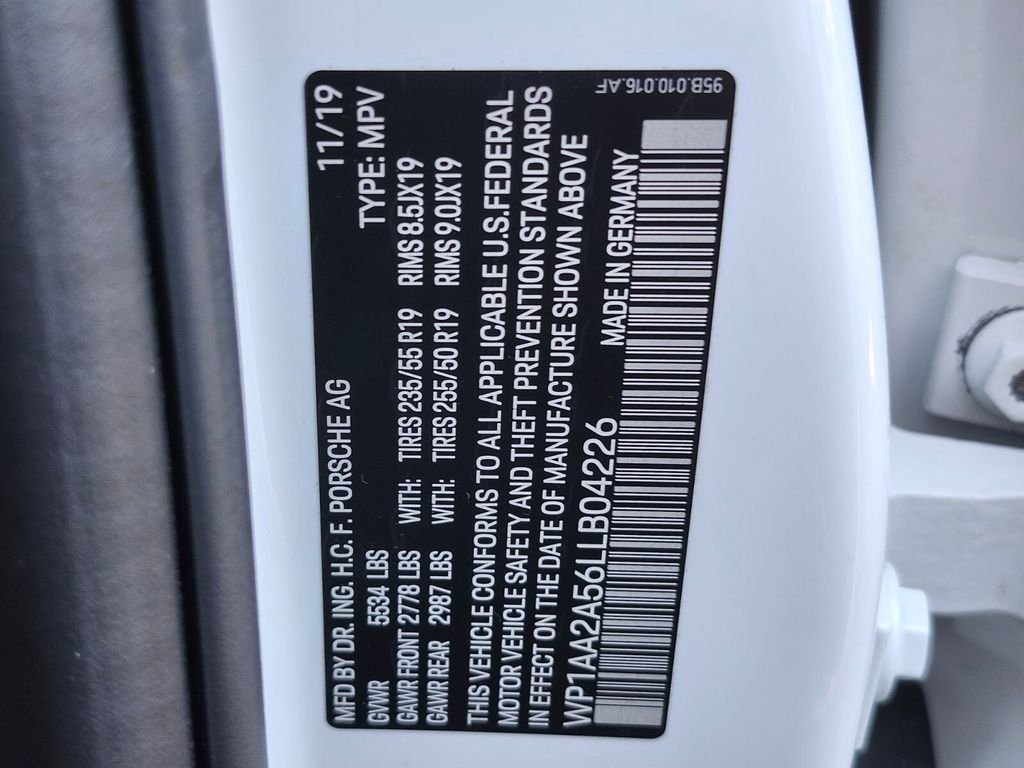 MFD BY DR. ING. H.C. F. PORSCHE AG 11/19
GVWR 5534 LBS TYPE: MPV
GAWR FRONT 2778 LBS WITH: TIRES 235/55 R19 RIMS 8.5JX19
GAWR REAR 2987 LBS WITH: TIRES 255/50 R19 RIMS 9.0JX19
THIS VEHICLE CONFORMS TO ALL APPLICABLE U.S. FEDERAL
MOTOR VEHICLE SAFETY AND THEFT PREVENTION STANDARDS
IN EFFECT ON THE DATE OF MANUFACTURE SHOWN ABOVE
WP1AA2A56LLB04226 MADE IN GERMANY
95B.010.016.AF